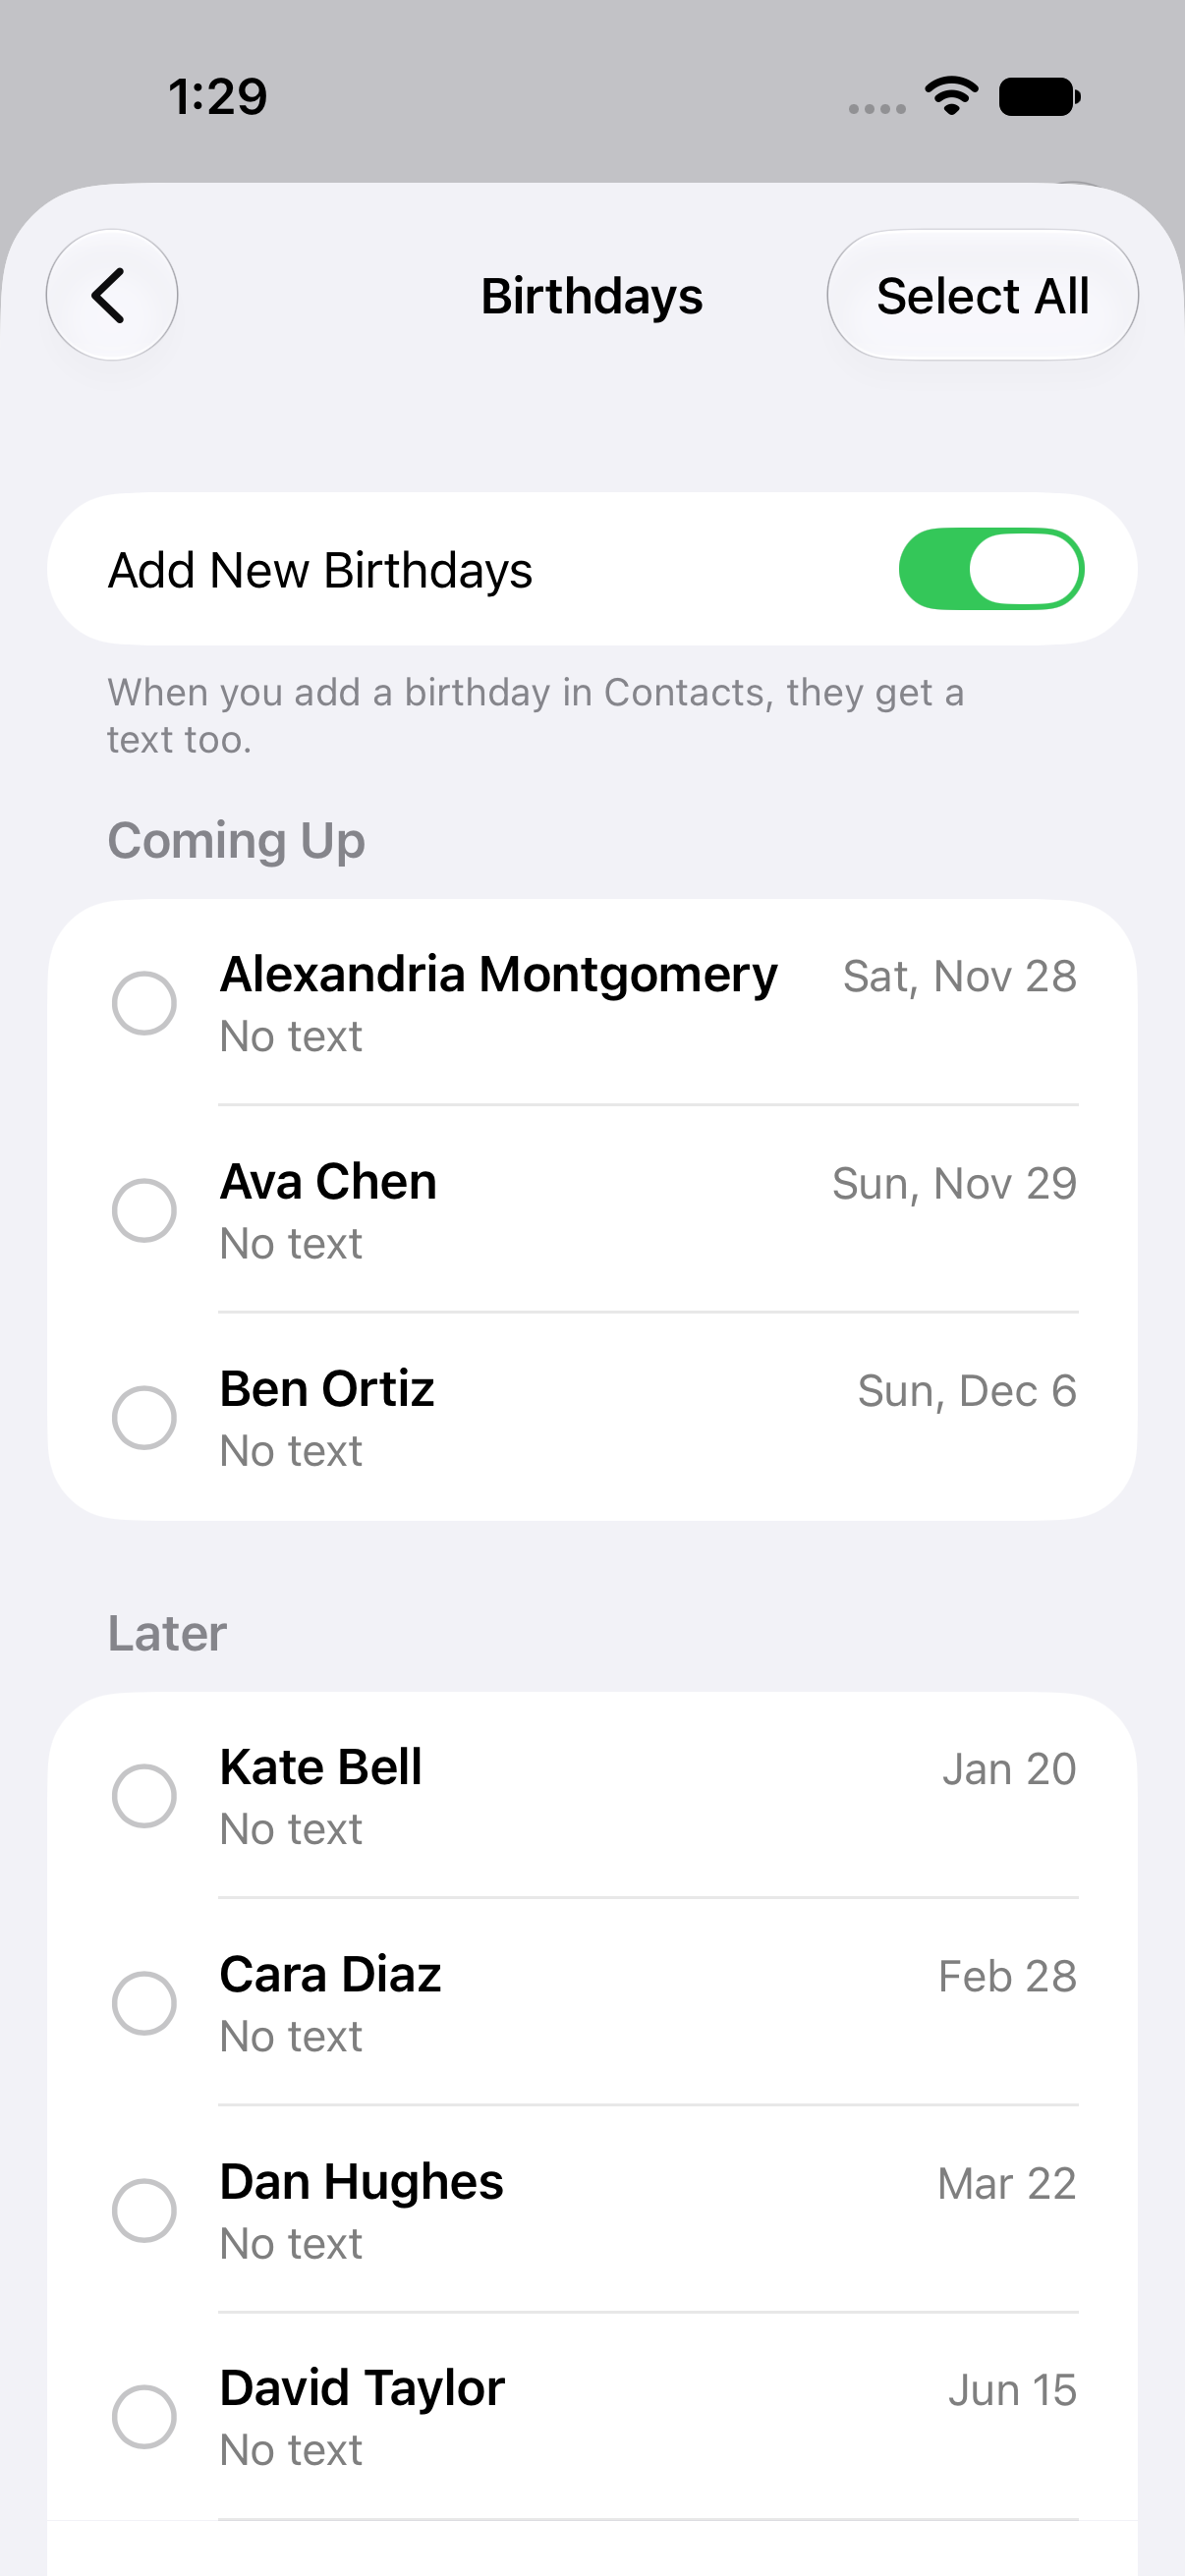 1:29
Birthdays
Select All
Add New Birthdays
When you add a birthday in Contacts, they get a
text too.
Coming Up
Alexandria Montgomery
Sat, Nov 28
No text
Ava Chen
Sun, Nov 29
No text
Ben Ortiz
Sun, Dec 6
No text
Later
Kate Bell
Jan 20
No text
Cara Diaz
Feb 28
No text
Dan Hughes
Mar 22
No text
David Taylor
Jun 15
No text